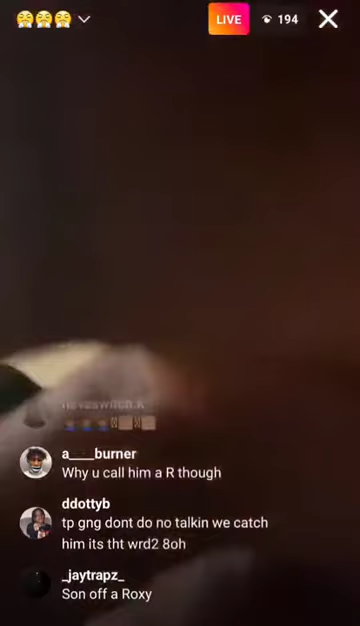 😤😤😤
LIVE
194
a____burner
Why u call him a R though
ddottyb
tp gng dont do no talkin we catch
him its tht wrd2 8oh
_jaytrapz_
Son off a Roxy